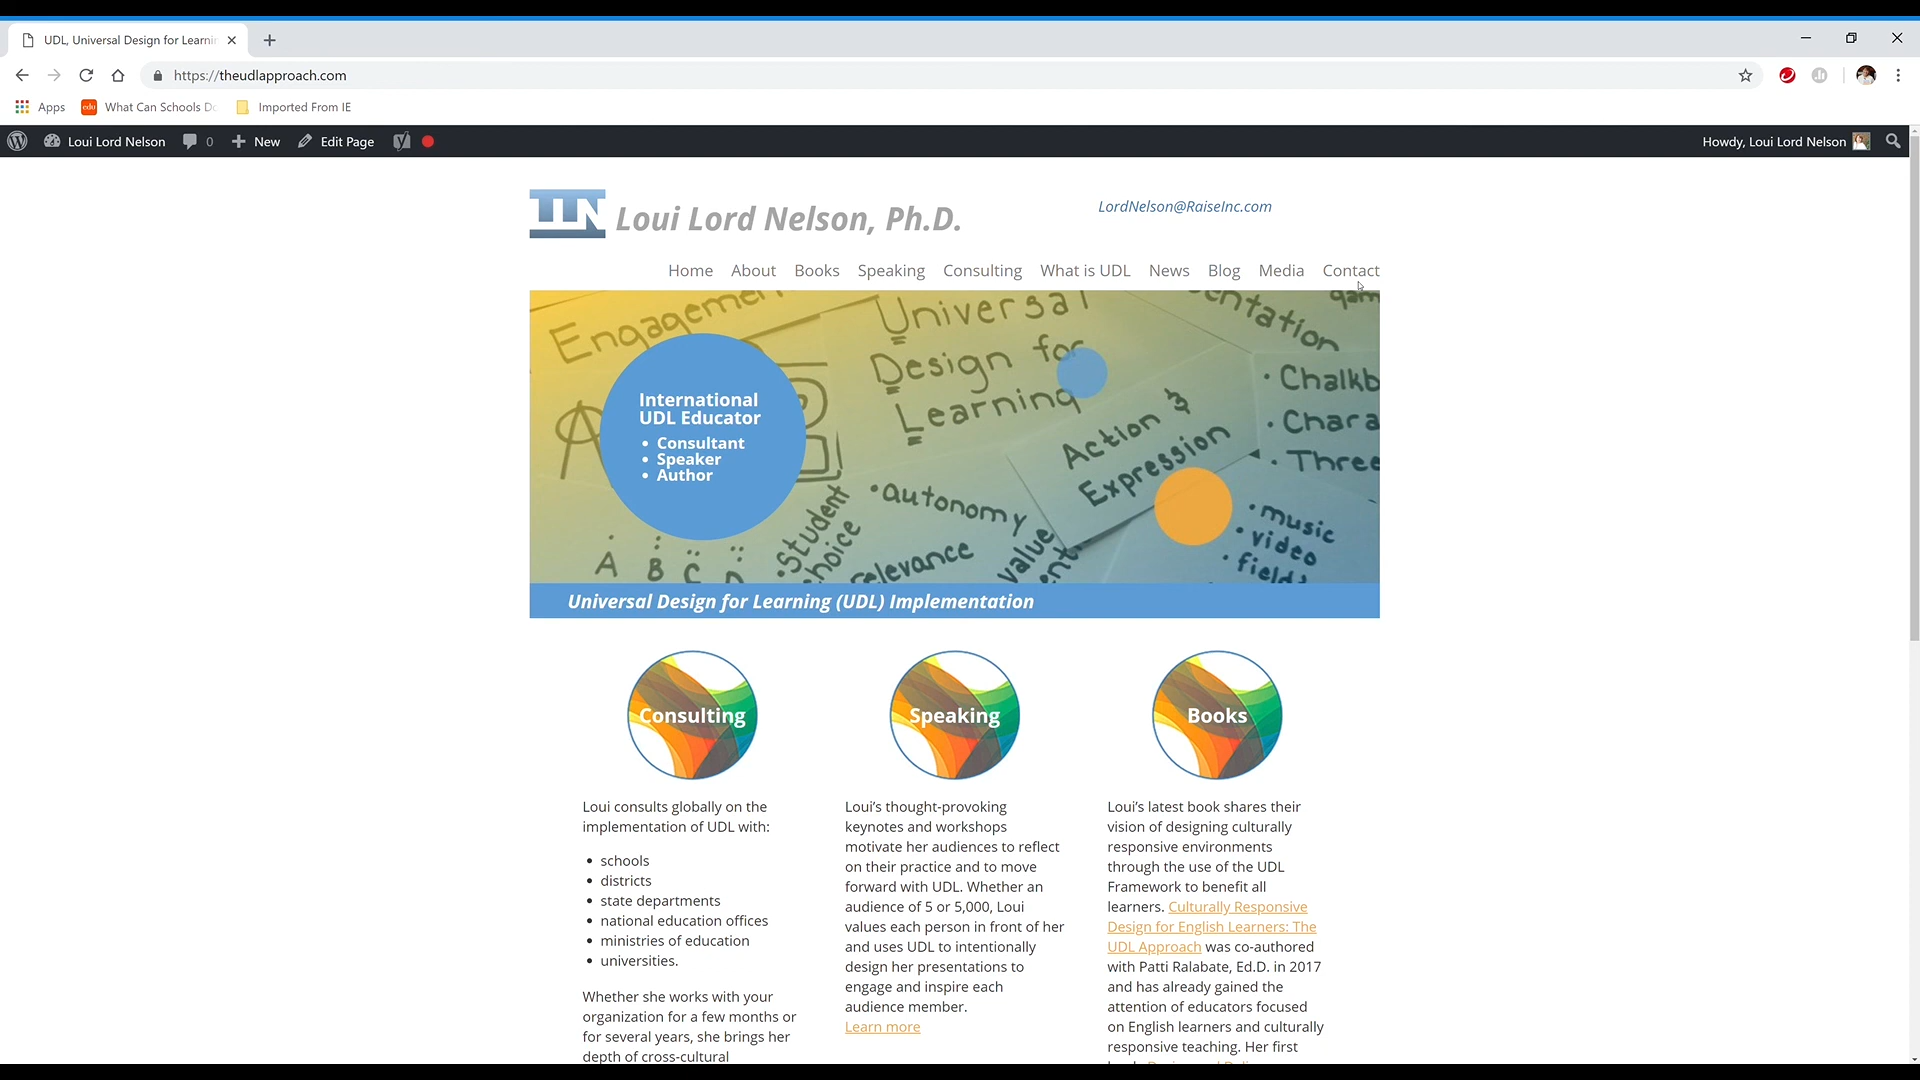 UDL, Universal Design for Learnin
https://theudlapproach.com
Apps
What Can Schools Do
Imported From IE
Loui Lord Nelson
0
New
Edit Page
Howdy, Loui Lord Nelson
LLN
Loui Lord Nelson, Ph.D.
LordNelson@RaiseInc.com
Home
About
Books
Speaking
Consulting
What is UDL
News
Blog
Media
Contact
Engagement
Universal
Design for
Learning
Action &
Expression
• Chalkb
• Chara
• Three
International
UDL Educator
• Consultant
• Speaker
• Author
• autonomy
• Student
choice
relevance
value
• music
• video
• field
A B C D
Universal Design for Learning (UDL) Implementation
Consulting
Loui consults globally on the
implementation of UDL with:
• schools
• districts
• state departments
• national education offices
• ministries of education
• universities.
Whether she works with your
organization for a few months or
for several years, she brings her
depth of cross-cultural
Speaking
Loui’s thought-provoking
keynotes and workshops
motivate her audiences to reflect
on their practice and to move
forward with UDL. Whether an
audience of 5 or 5,000, Loui
values each person in front of her
and uses UDL to intentionally
design her presentations to
engage and inspire each
audience member.
Learn more
Books
Loui’s latest book shares their
vision of designing culturally
responsive environments
through the use of the UDL
Framework to benefit all
learners. Culturally Responsive
Design for English Learners: The
UDL Approach was co-authored
with Patti Ralabate, Ed.D. in 2017
and has already gained the
attention of educators focused
on English learners and culturally
responsive teaching. Her first